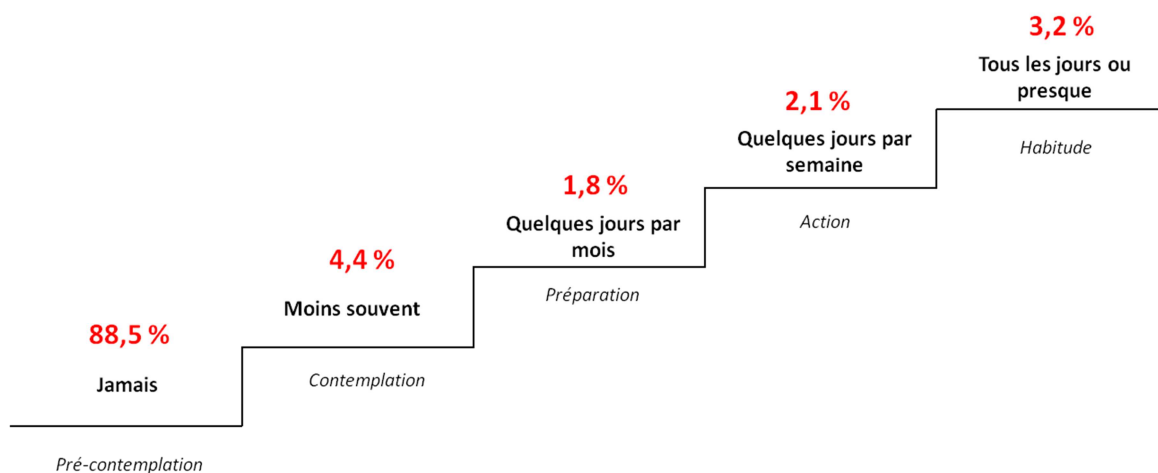 88,5 %
Jamais
Pré-contemplation
4,4 %
Moins souvent
Contemplation
1,8 %
Quelques jours par
mois
Préparation
2,1 %
Quelques jours par
semaine
Action
3,2 %
Tous les jours ou
presque
Habitude